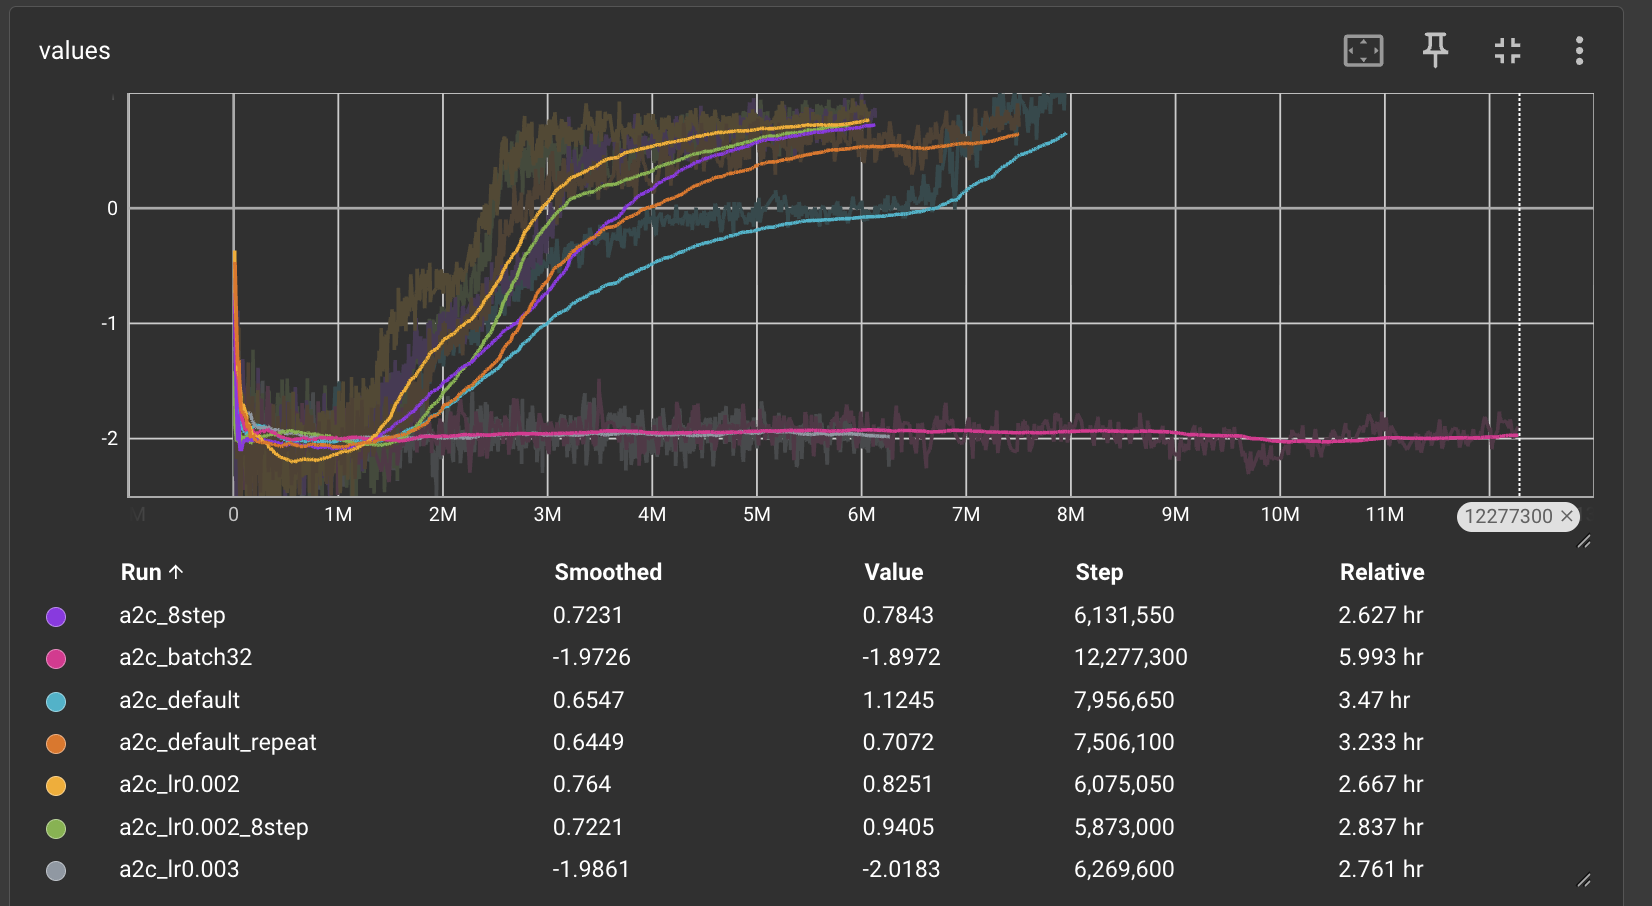 values
0
-1
-2
M 0 1M 2M 3M 4M 5M 6M 7M 8M 9M 10M 11M 12277300
Run Smoothed Value Step Relative
a2c_8step 0.7231 0.7843 6,131,550 2.627 hr
a2c_batch32 -1.9726 -1.8972 12,277,300 5.993 hr
a2c_default 0.6547 1.1245 7,956,650 3.47 hr
a2c_default_repeat 0.6449 0.7072 7,506,100 3.233 hr
a2c_lr0.002 0.764 0.8251 6,075,050 2.667 hr
a2c_lr0.002_8step 0.7221 0.9405 5,873,000 2.837 hr
a2c_lr0.003 -1.9861 -2.0183 6,269,600 2.761 hr